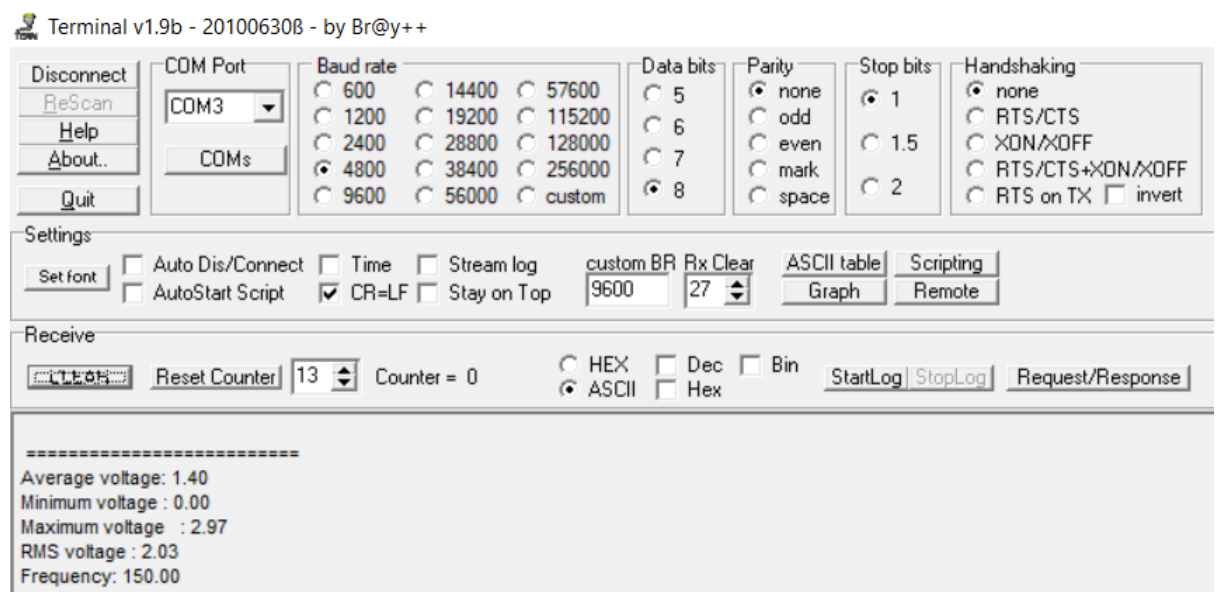 Terminal v1.9b - 20100630ß - by Br@y++
Disconnect
ReScan
Help
About..
Quit
COM Port
COM3
COMs
Baud rate
600 14400 57600
1200 19200 115200
2400 28800 128000
4800 38400 256000
9600 56000 custom
Data bits
5
6
7
8
Parity
none
odd
even
mark
space
Stop bits
1
1.5
2
Handshaking
none
RTS/CTS
XON/XOFF
RTS/CTS+XON/XOFF
RTS on TX invert
Settings
Set font
Auto Dis/Connect Time Stream log
AutoStart Script CR=LF Stay on Top
custom BR Rx Clear
9600 27
ASCII table Scripting
Graph Remote
Receive
CLEAR Reset Counter 13 Counter = 0
HEX Dec Bin
ASCII Hex
StartLog StopLog Request/Response
==========================
Average voltage: 1.40
Minimum voltage : 0.00
Maximum voltage : 2.97
RMS voltage : 2.03
Frequency: 150.00